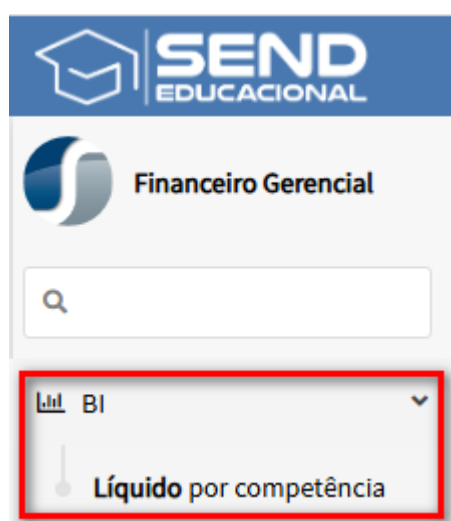 SEND
EDUCACIONAL
Financeiro Gerencial
BI
Líquido por competência